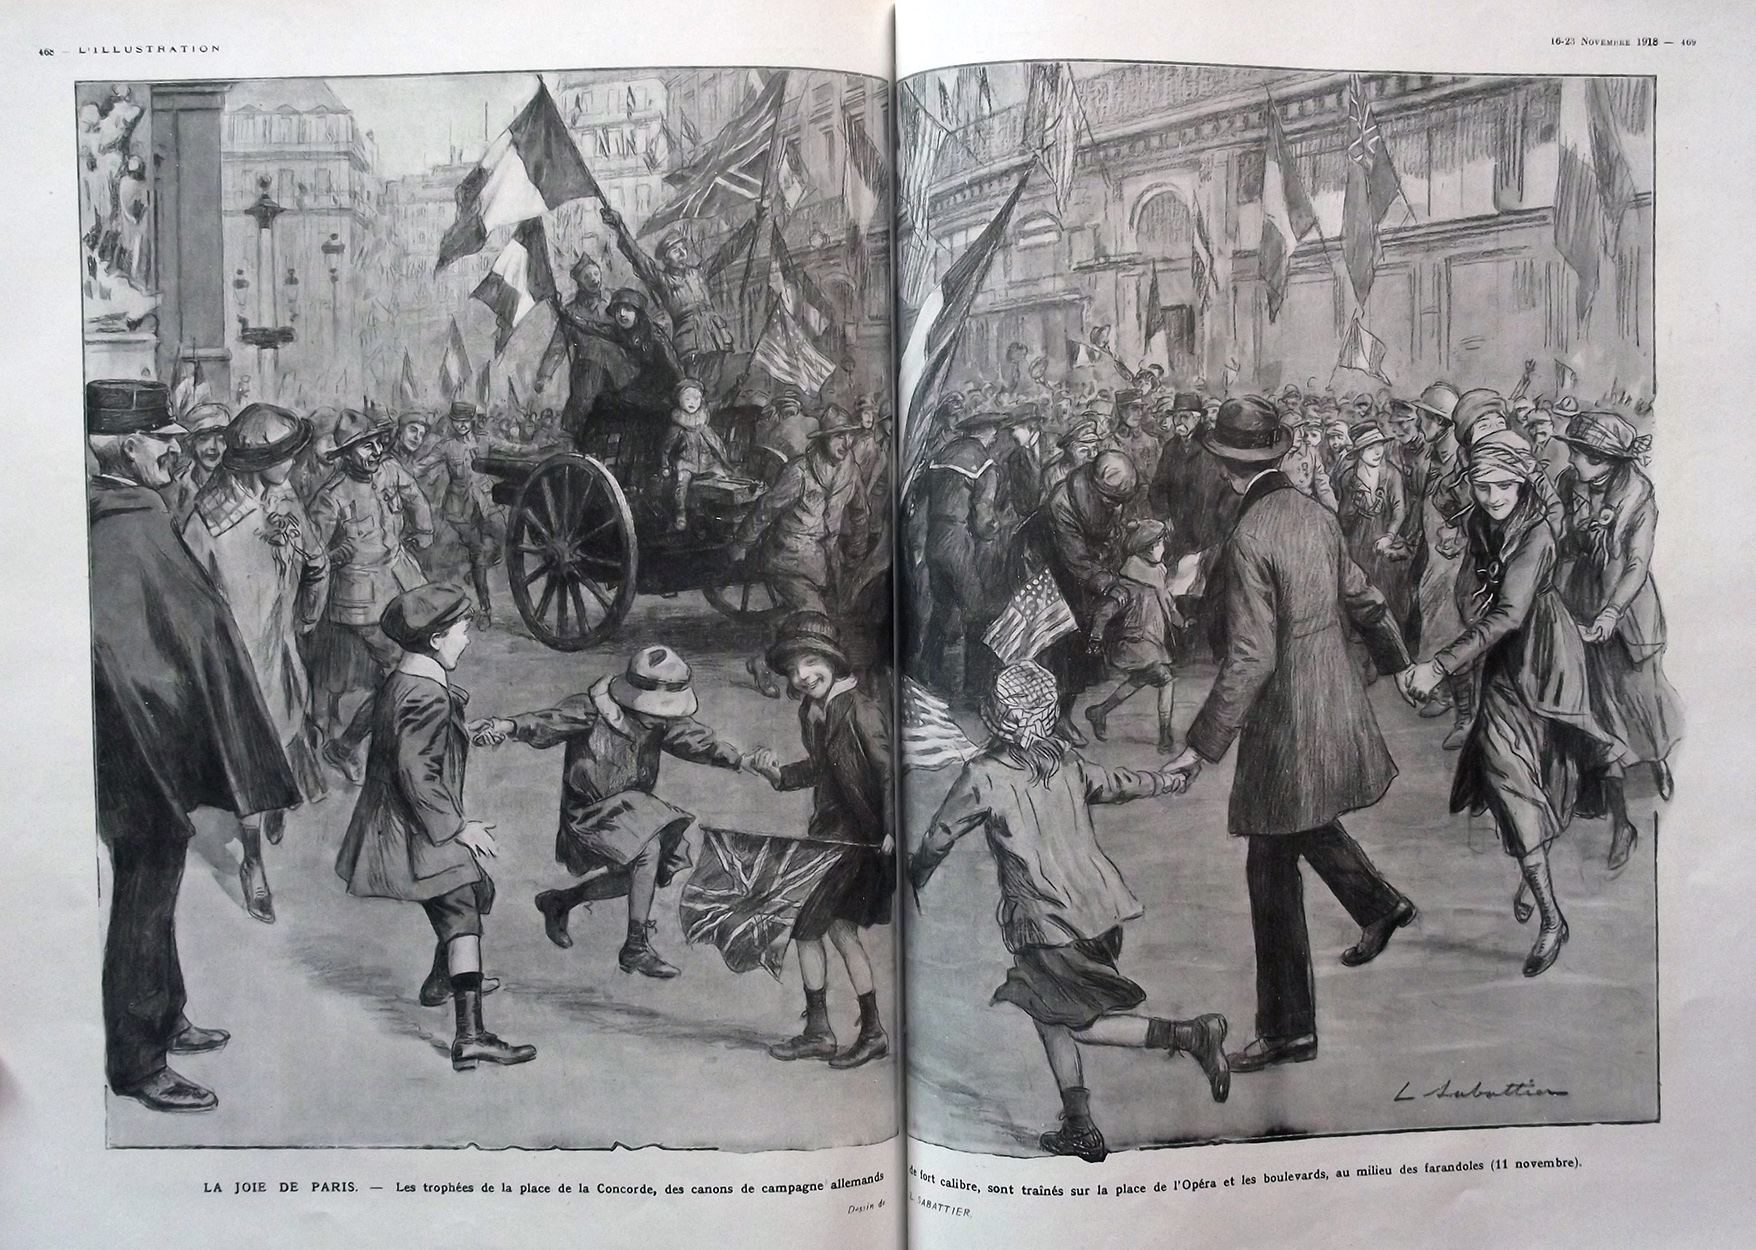 468 — L'ILLUSTRATION
16-23 NOVEMBRE 1918 — 469
L Sabattier
LA JOIE DE PARIS. — Les trophées de la place de la Concorde, des canons de campagne allemands de fort calibre, sont traînés sur la place de l'Opéra et les boulevards, au milieu des farandoles (11 novembre).
Dessin de L. SABATTIER.